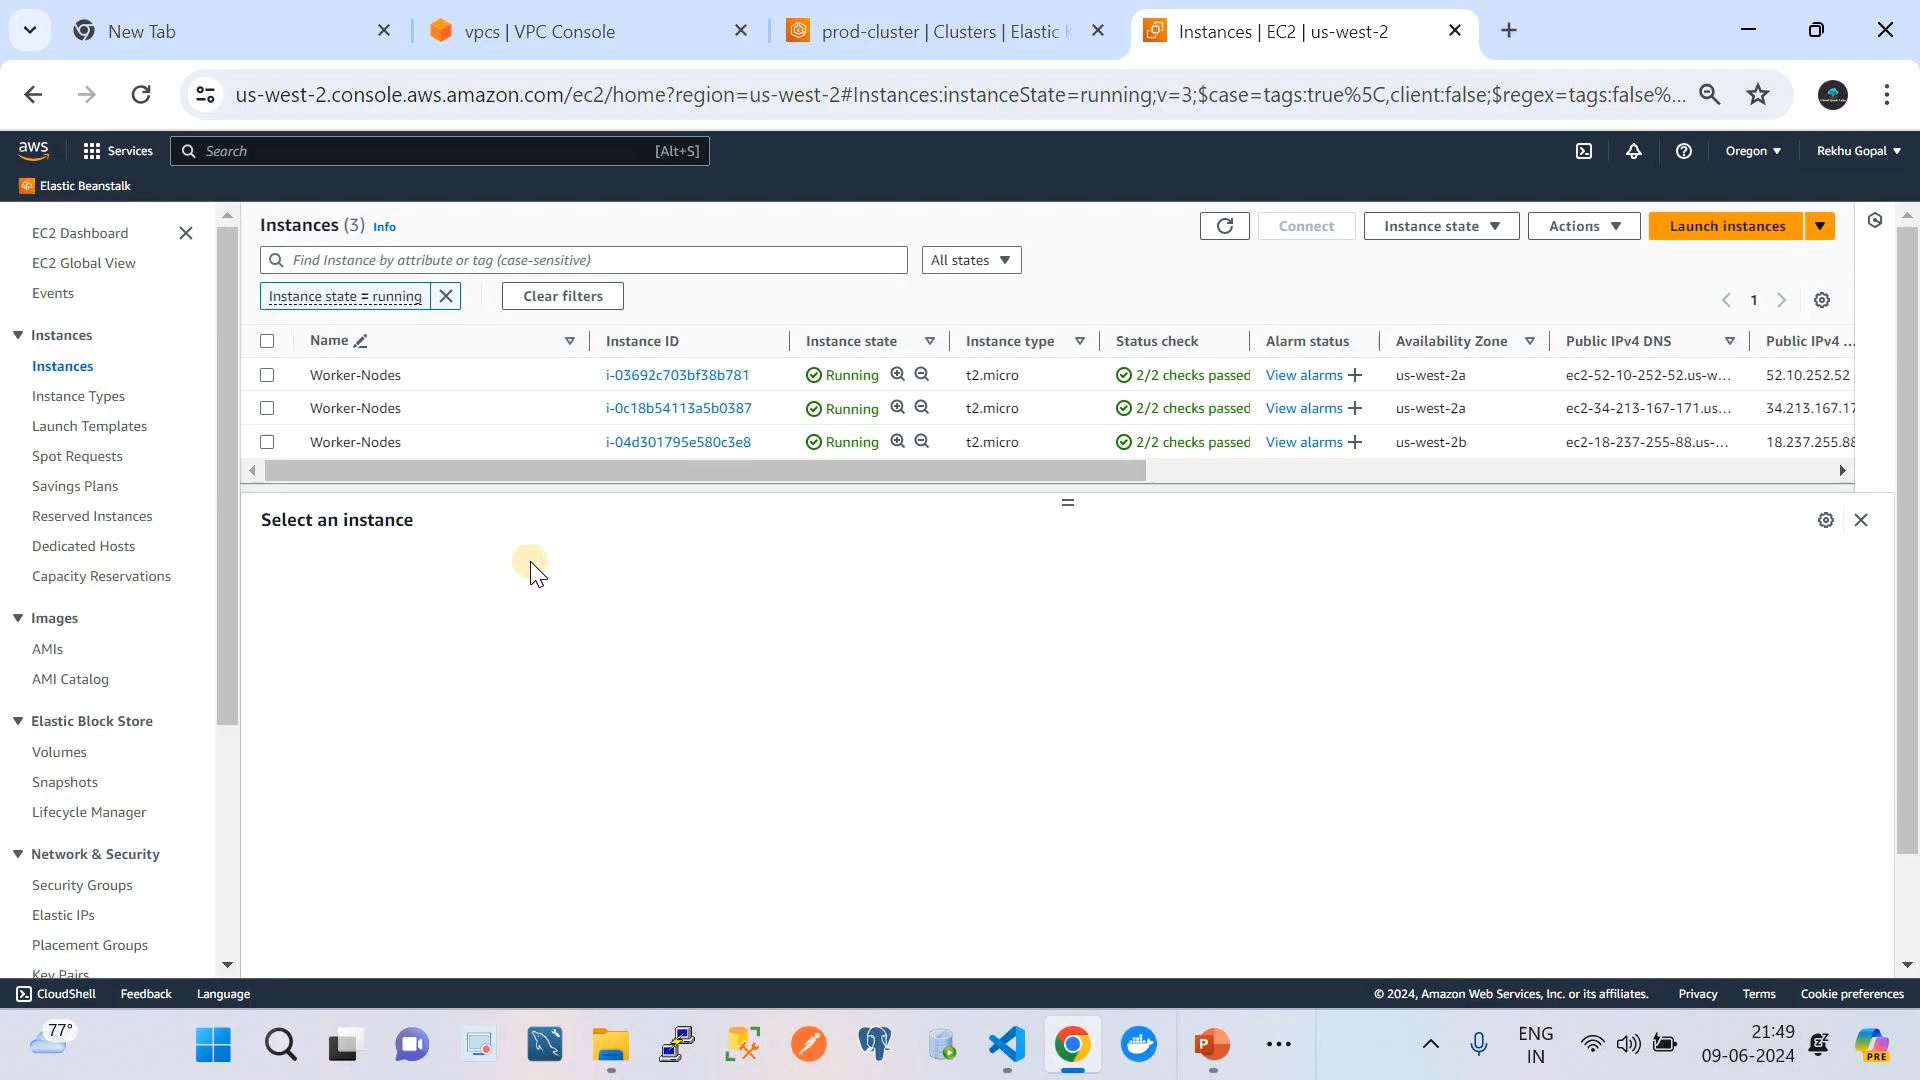 New Tab
vpcs | VPC Console
prod-cluster | Clusters | Elastic
Instances | EC2 | us-west-2
us-west-2.console.aws.amazon.com/ec2/home?region=us-west-2#Instances:instanceState=running;v=3;$case=tags:true%5C,client:false;$regex=tags:false%...
aws
Services
Search
[Alt+S]
Oregon
Rekhu Gopal
Elastic Beanstalk
EC2 Dashboard
EC2 Global View
Events
Instances
Instances
Instance Types
Launch Templates
Spot Requests
Savings Plans
Reserved Instances
Dedicated Hosts
Capacity Reservations
Images
AMIs
AMI Catalog
Elastic Block Store
Volumes
Snapshots
Lifecycle Manager
Network & Security
Security Groups
Elastic IPs
Placement Groups
Key Pairs
Instances (3) Info
Connect
Instance state
Actions
Launch instances
Find Instance by attribute or tag (case-sensitive)
All states
Instance state = running
Clear filters
1
Name Instance ID Instance state Instance type Status check Alarm status Availability Zone Public IPv4 DNS Public IPv4 ...
Worker-Nodes i-03692c703bf38b781 Running t2.micro 2/2 checks passed View alarms + us-west-2a ec2-52-10-252-52.us-w... 52.10.252.52
Worker-Nodes i-0c18b54113a5b0387 Running t2.micro 2/2 checks passed View alarms + us-west-2a ec2-34-213-167-171.us... 34.213.167.17
Worker-Nodes i-04d301795e580c3e8 Running t2.micro 2/2 checks passed View alarms + us-west-2b ec2-18-237-255-88.us-... 18.237.255.88
Select an instance
CloudShell
Feedback
Language
© 2024, Amazon Web Services, Inc. or its affiliates.
Privacy
Terms
Cookie preferences
77°
ENG
IN
21:49
09-06-2024
PRE